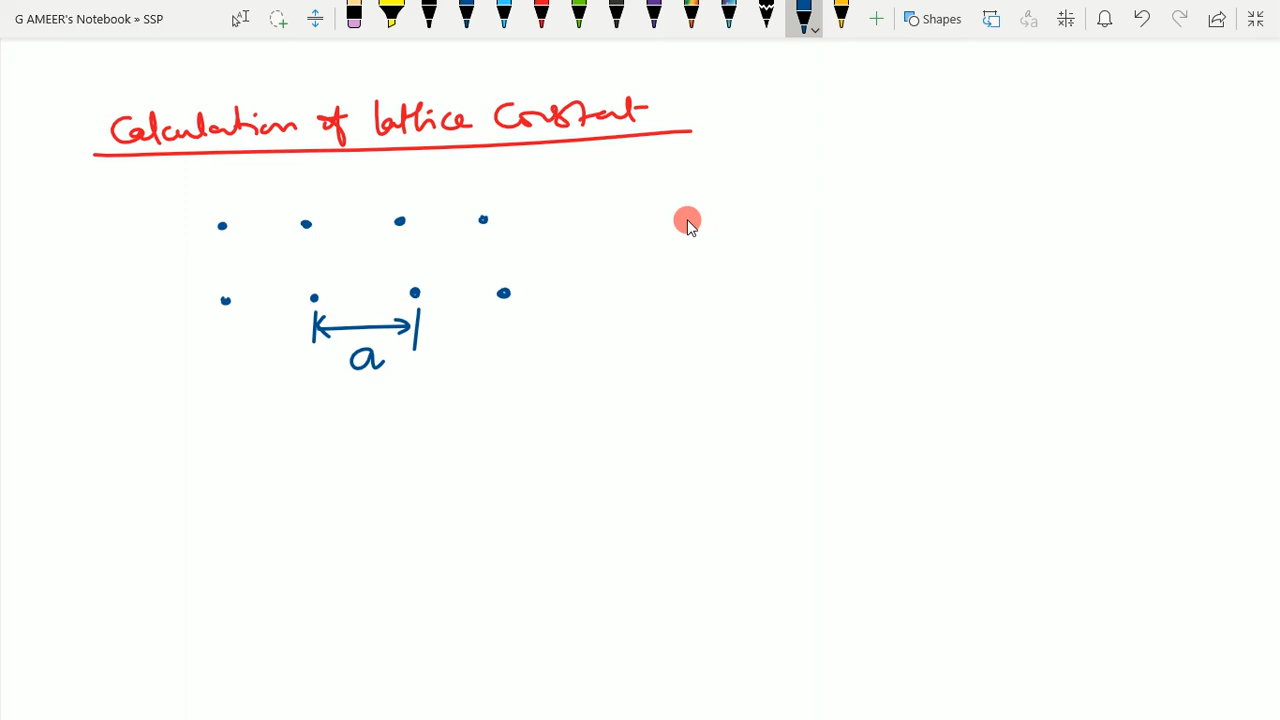 G AMEER's Notebook » SSP
Shapes
Calculation of lattice Constant
a